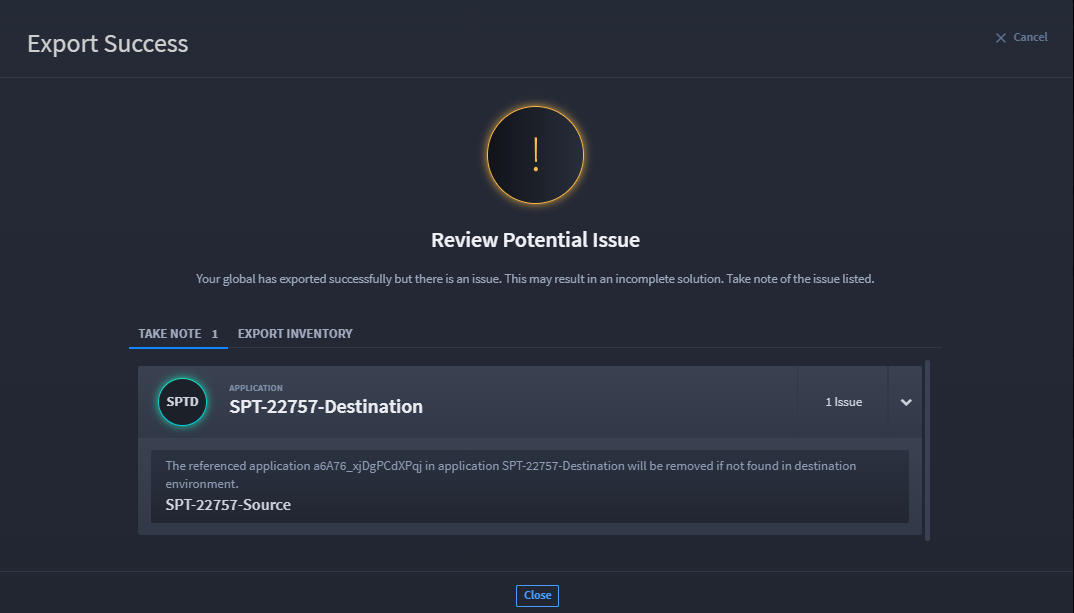 Export Success
Cancel
!
Review Potential Issue
Your global has exported successfully but there is an issue. This may result in an incomplete solution. Take note of the issue listed.
TAKE NOTE 1 EXPORT INVENTORY
SPTD
APPLICATION
SPT-22757-Destination
1 Issue
The referenced application a6A76_xjDgPCdXPqj in application SPT-22757-Destination will be removed if not found in destination
environment.
SPT-22757-Source
Close